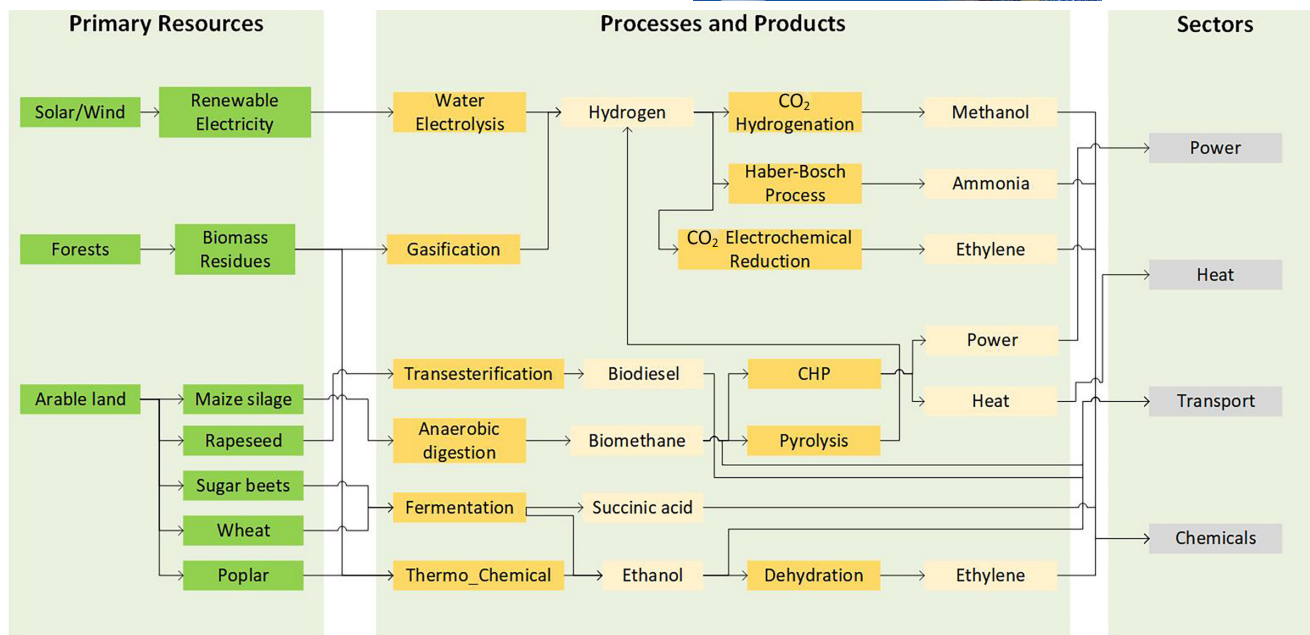 Primary Resources
Processes and Products
Sectors
Solar/Wind
Renewable
Electricity
Water
Electrolysis
Hydrogen
CO₂
Hydrogenation
Methanol
Power
Haber-Bosch
Process
Ammonia
Forests
Biomass
Residues
Gasification
CO₂ Electrochemical
Reduction
Ethylene
Heat
Power
Arable land
Maize silage
Transesterification
Biodiesel
CHP
Heat
Transport
Rapeseed
Anaerobic
digestion
Biomethane
Pyrolysis
Sugar beets
Fermentation
Succinic acid
Wheat
Chemicals
Poplar
Thermo_Chemical
Ethanol
Dehydration
Ethylene